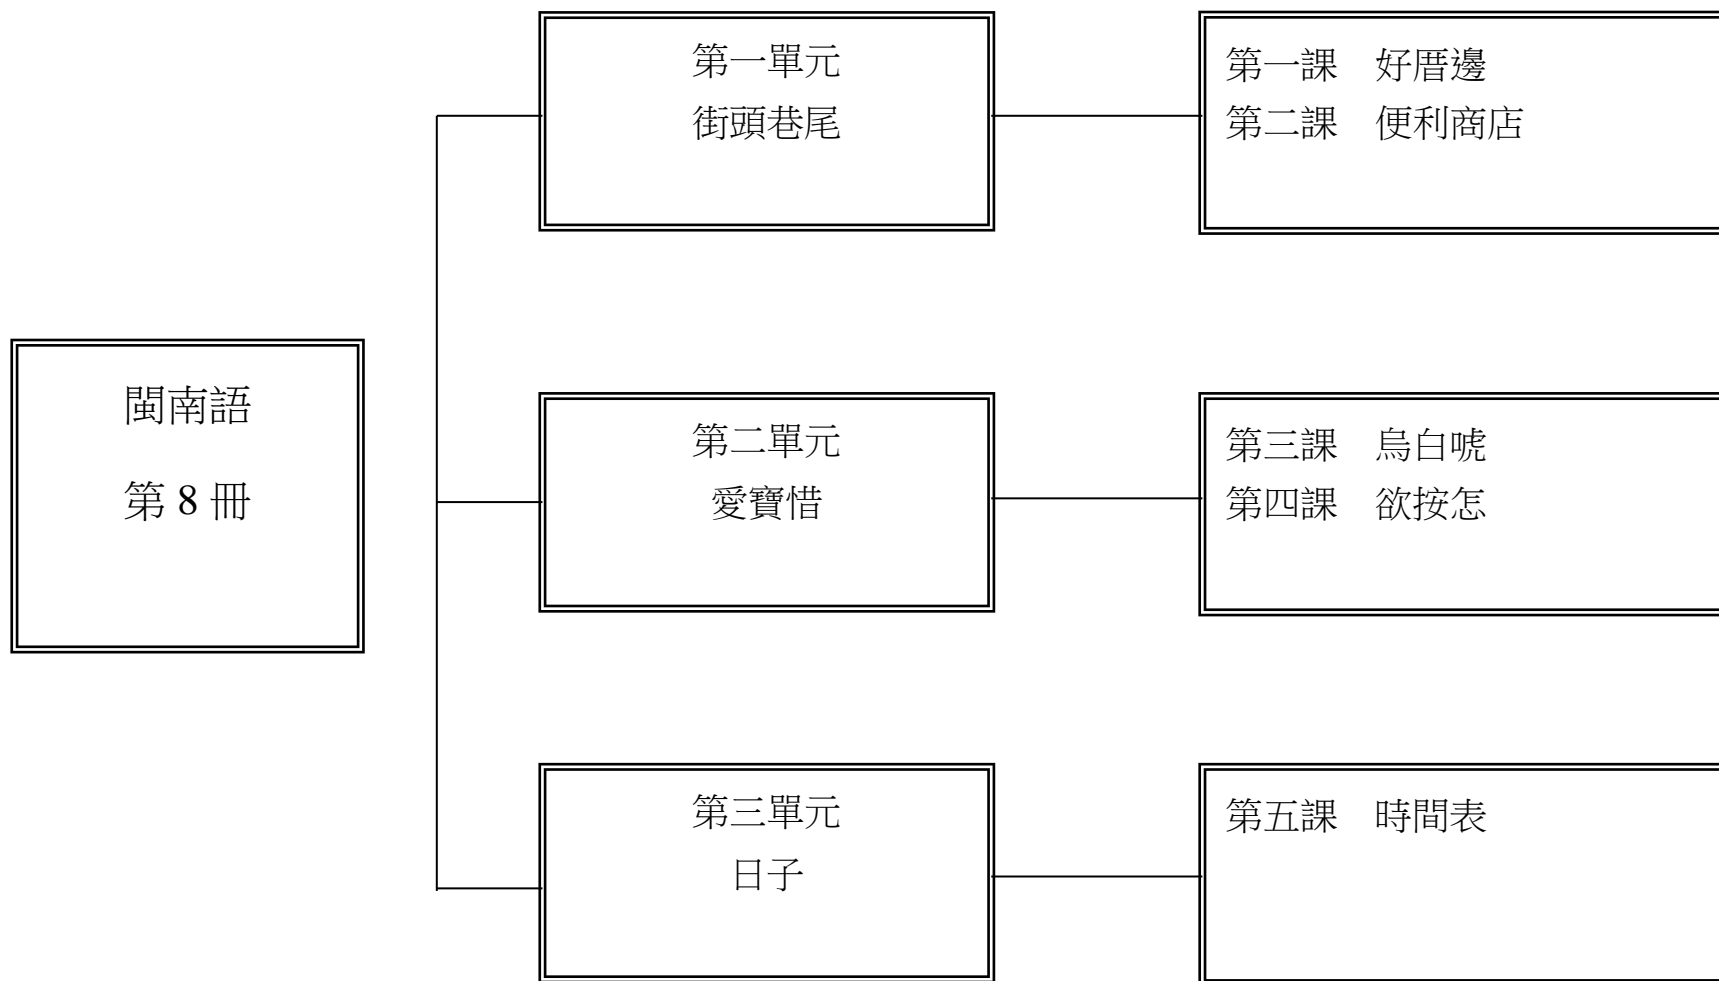 閩南語
第 8 冊
第一單元
街頭巷尾
第一課　好厝邊
第二課　便利商店
第二單元
愛寶惜
第三課　烏白唬
第四課　欲按怎
第三單元
日子
第五課　時間表